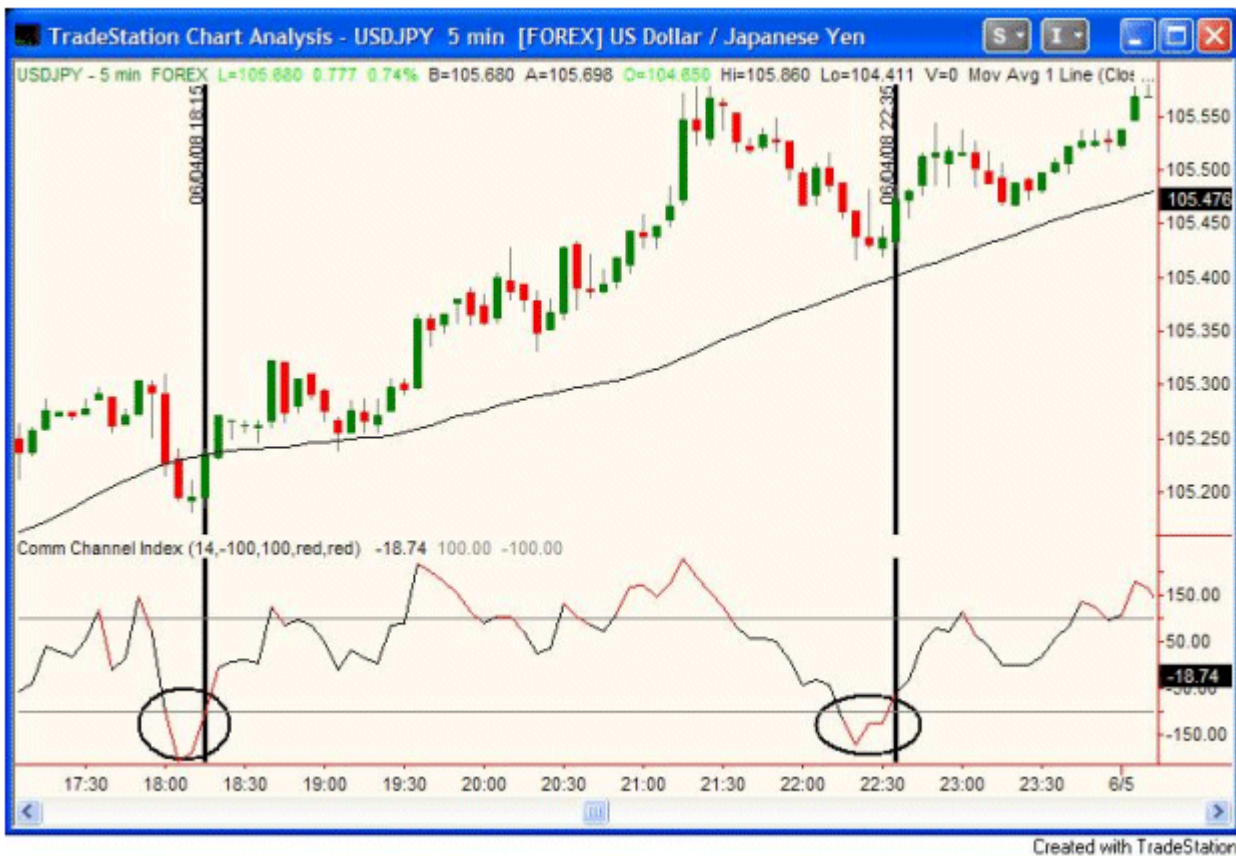 TradeStation Chart Analysis - USDJPY 5 min [FOREX] US Dollar / Japanese Yen
S
I
USDJPY - 5 min FOREX L=105.680 0.777 0.74% B=105.680 A=105.698 O=104.650 Hi=105.860 Lo=104.411 V=0 Mov Avg 1 Line (Clos ...
06/04/08 18:15
06/04/08 22:35
105.550
105.500
105.476
105.450
105.400
105.350
105.300
105.250
105.200
Comm Channel Index (14,-100,100,red,red) -18.74 100.00 -100.00
150.00
50.00
-18.74
-50.00
-150.00
17:30 18:00 18:30 19:00 19:30 20:00 20:30 21:00 21:30 22:00 22:30 23:00 23:30 6/5
Created with TradeStation